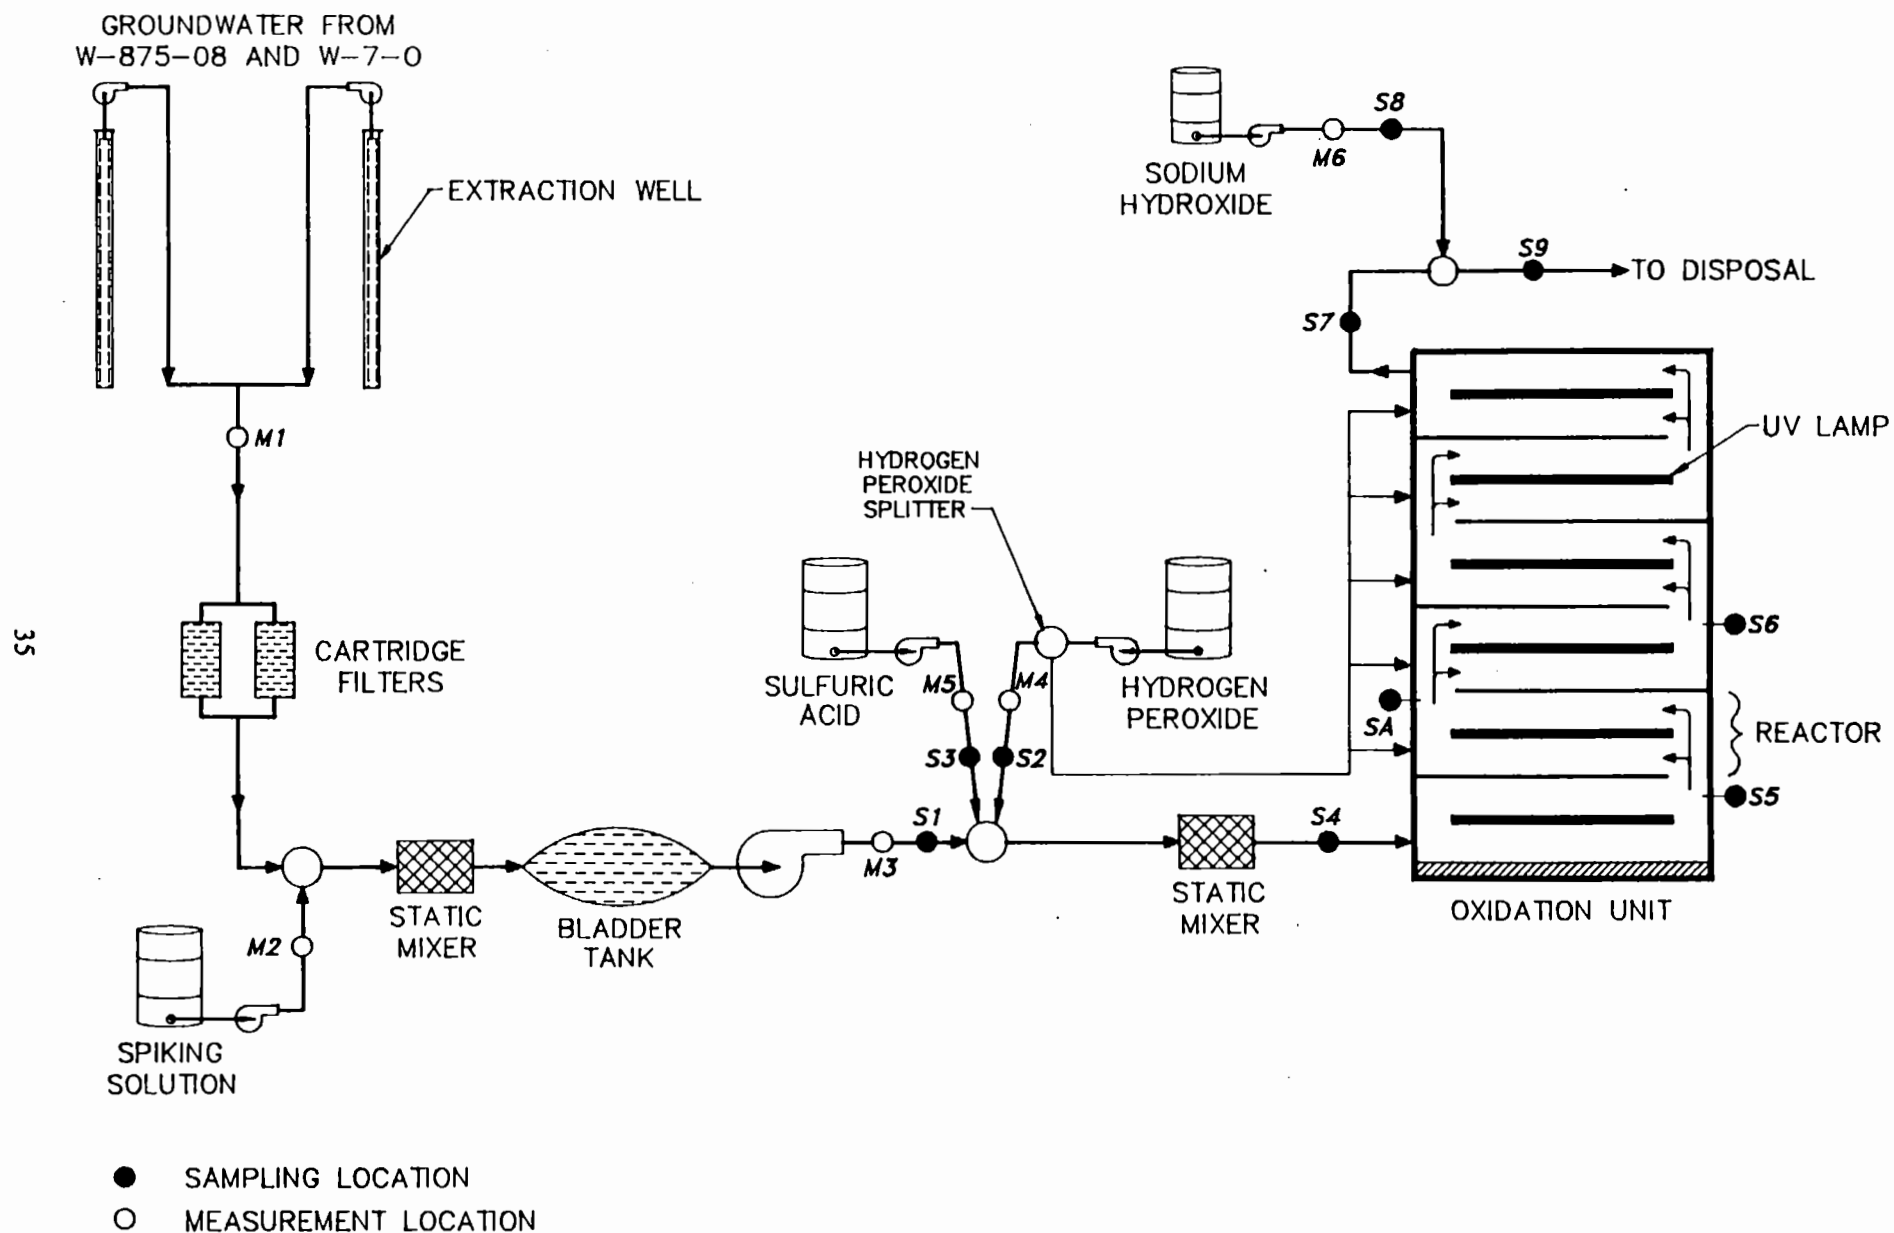 GROUNDWATER FROM
W-875-08 AND W-7-O
EXTRACTION WELL
M1
CARTRIDGE
FILTERS
M2
SPIKING
SOLUTION
STATIC
MIXER
BLADDER
TANK
M3
S1
SULFURIC
ACID
M5
S3
HYDROGEN
PEROXIDE
SPLITTER
M4
S2
HYDROGEN
PEROXIDE
STATIC
MIXER
S4
SODIUM
HYDROXIDE
M6
S8
S9
TO DISPOSAL
S7
UV LAMP
S6
SA
REACTOR
S5
OXIDATION UNIT
SAMPLING LOCATION
MEASUREMENT LOCATION
35